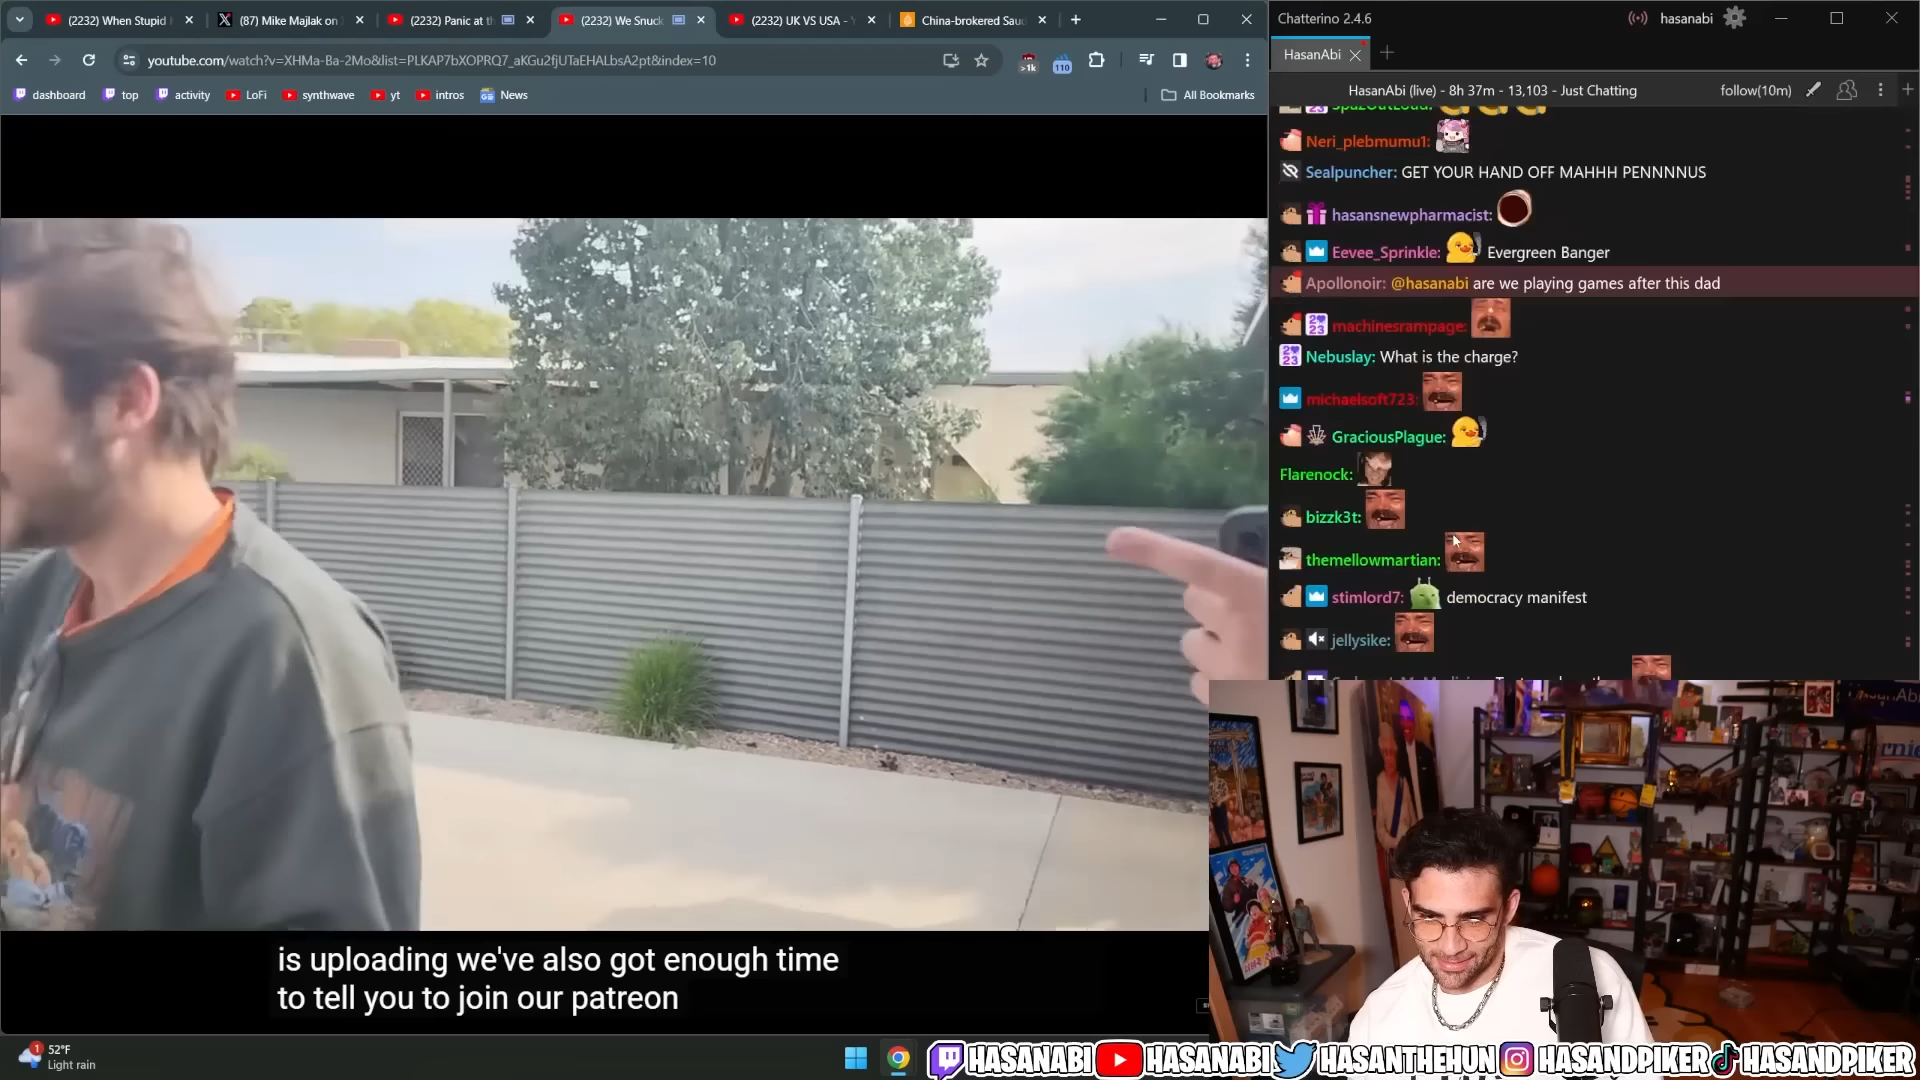 (2232) When Stupid
(87) Mike Majlak on
(2232) Panic at th
(2232) We Snuck
(2232) UK VS USA -
China-brokered Sau
youtube.com/watch?v=XHMa-Ba-2Mo&list=PLKAP7bXOPRQ7_aKGu2fjUTaEHALbsA2pt&index=10
>1k
110
dashboard
top
activity
LoFi
synthwave
yt
intros
News
All Bookmarks
is uploading we've also got enough time
to tell you to join our patreon
1
52°F
Light rain
Chatterino 2.4.6
hasanabi
HasanAbi
HasanAbi (live) - 8h 37m - 13,103 - Just Chatting
follow(10m)
Neri_plebmumu1:
Sealpuncher: GET YOUR HAND OFF MAHHH PENNNNUS
hasansnewpharmacist:
Eevee_Sprinkle: Evergreen Banger
Apollonoir: @hasanabi are we playing games after this dad
machinesrampage:
Nebuslay: What is the charge?
michaelsoft723:
GraciousPlague:
Flarenock:
bizzk3t:
themellowmartian:
stimlord7: democracy manifest
jellysike:
HASANABI HASANABI HASANTHEHUN HASANDPIKER HASANDPIKER